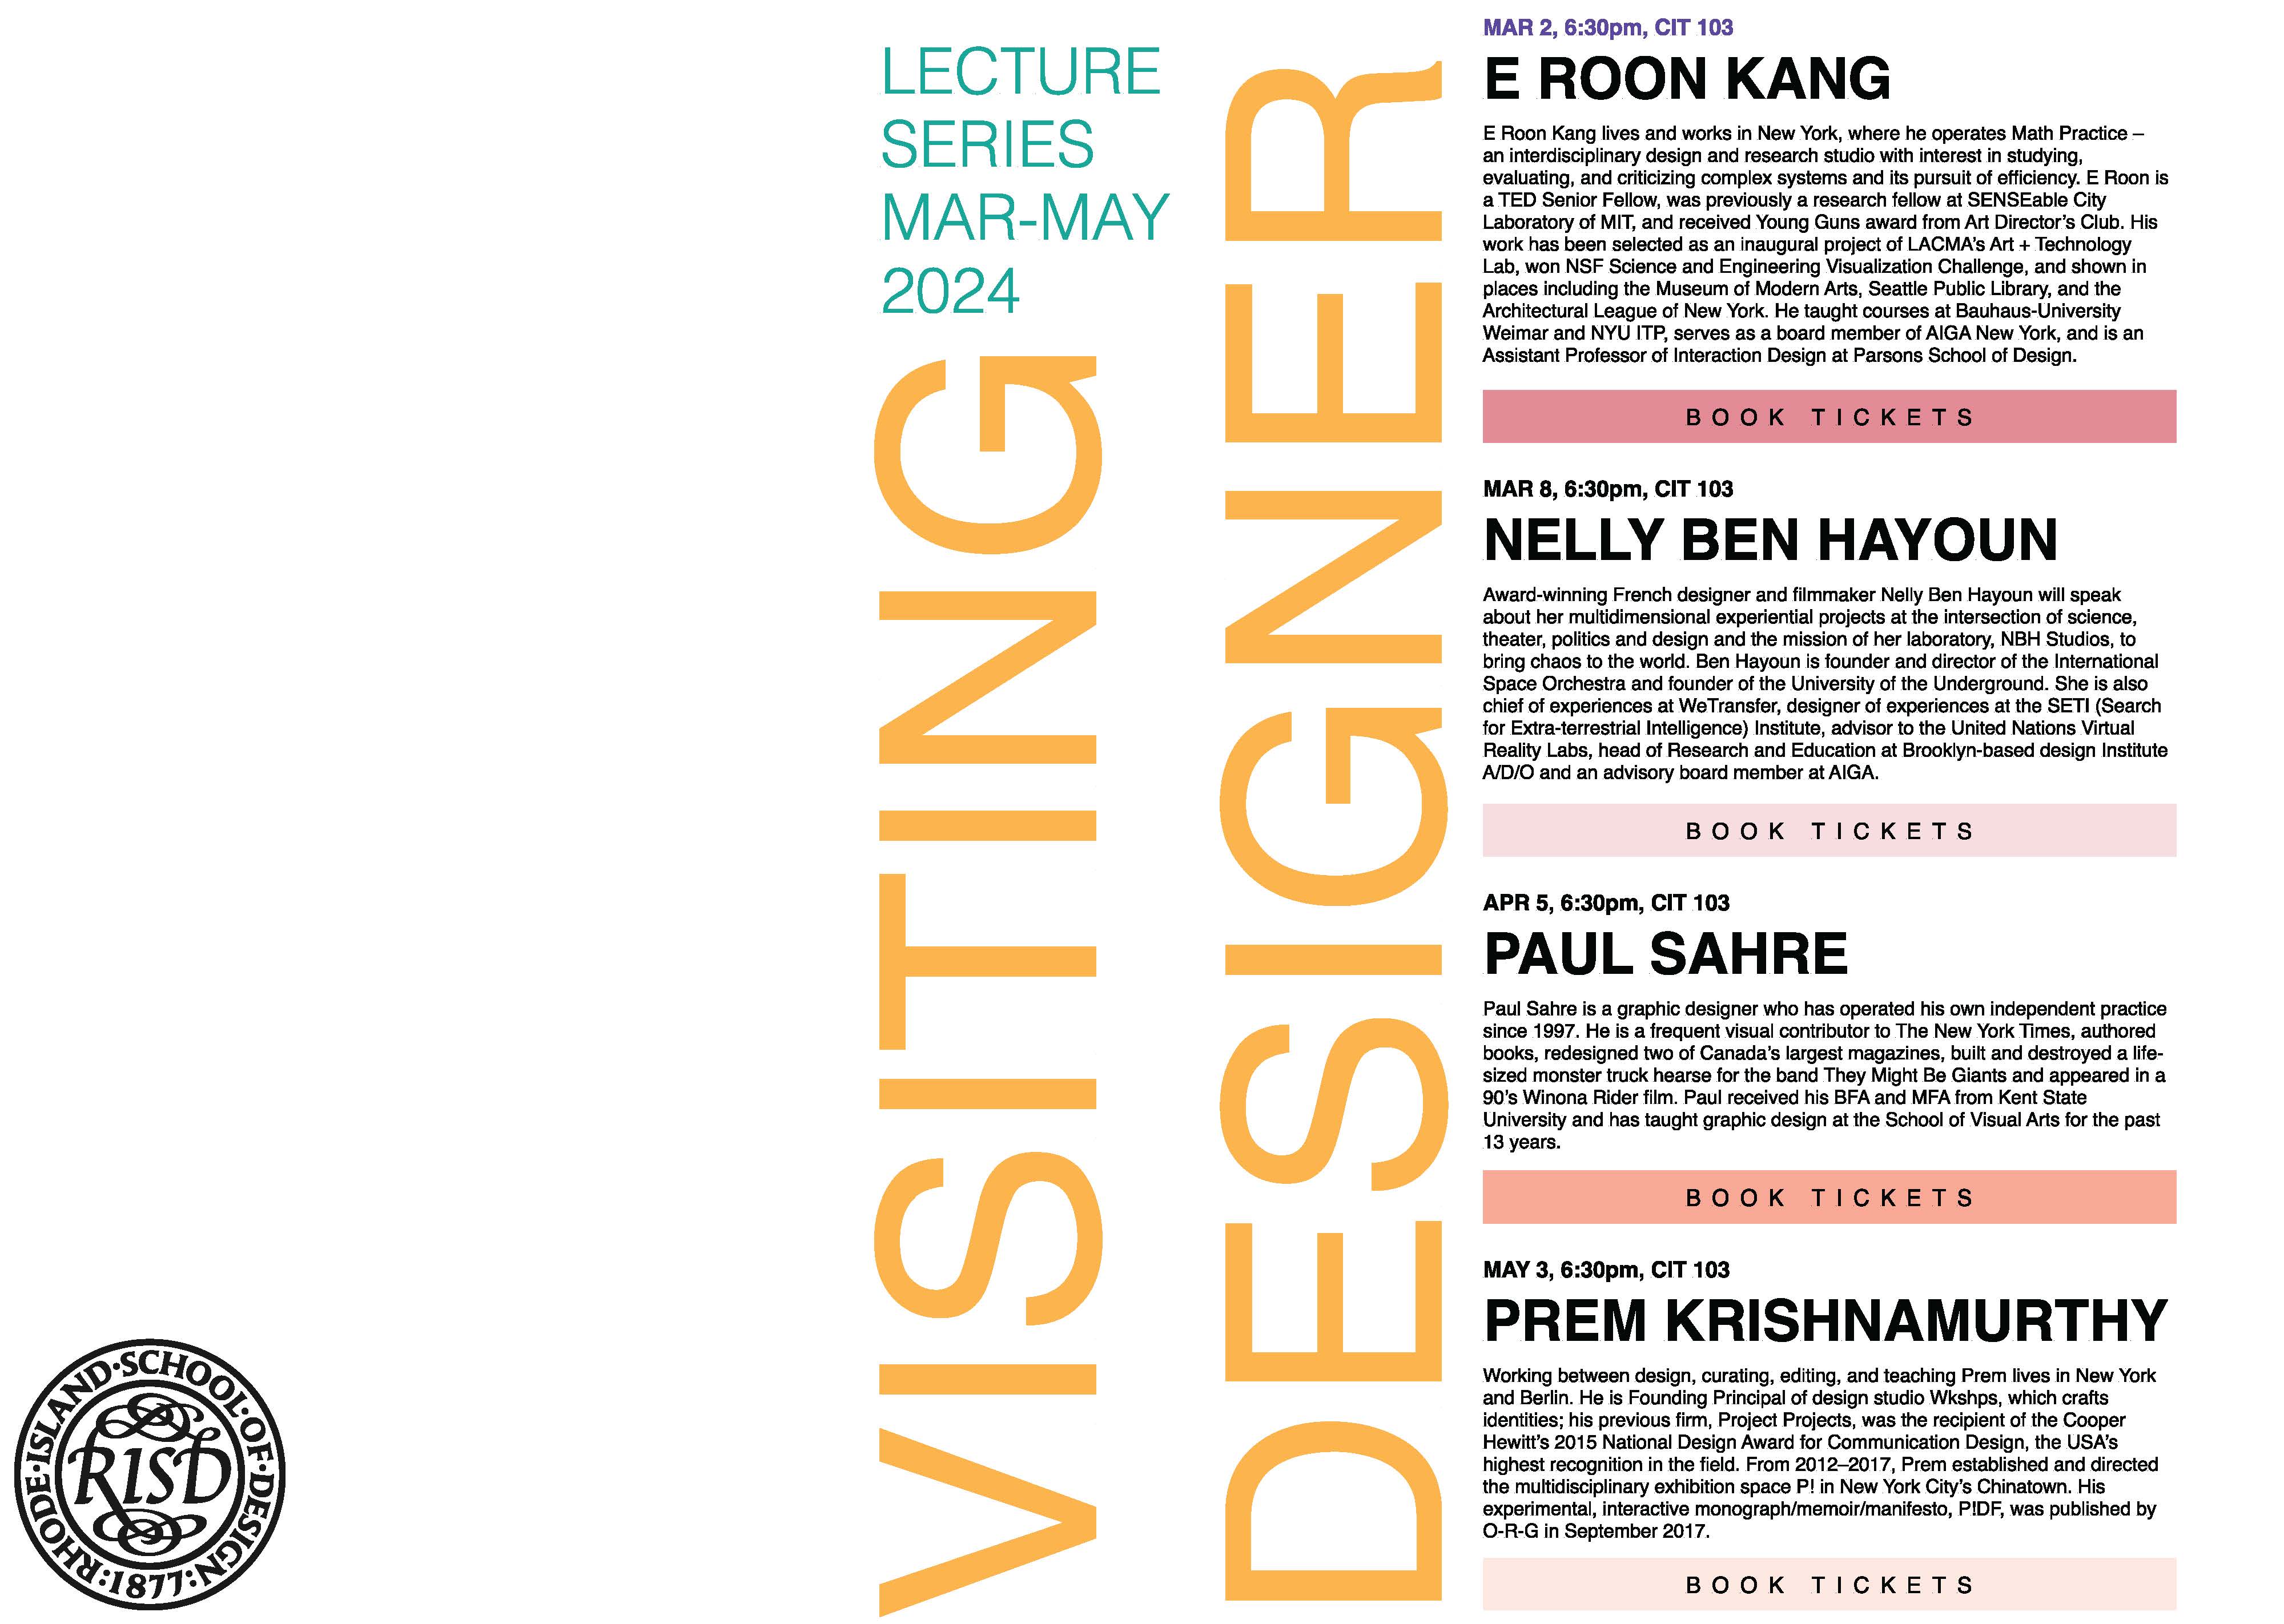 LECTURE
SERIES
MAR-MAY
2024
VISITING
DESIGNER
MAR 2, 6:30pm, CIT 103
E ROON KANG
E Roon Kang lives and works in New York, where he operates Math Practice –
an interdisciplinary design and research studio with interest in studying,
evaluating, and criticizing complex systems and its pursuit of efficiency. E Roon is
a TED Senior Fellow, was previously a research fellow at SENSEable City
Laboratory of MIT, and received Young Guns award from Art Director’s Club. His
work has been selected as an inaugural project of LACMA’s Art + Technology
Lab, won NSF Science and Engineering Visualization Challenge, and shown in
places including the Museum of Modern Arts, Seattle Public Library, and the
Architectural League of New York. He taught courses at Bauhaus-University
Weimar and NYU ITP, serves as a board member of AIGA New York, and is an
Assistant Professor of Interaction Design at Parsons School of Design.
BOOK TICKETS
MAR 8, 6:30pm, CIT 103
NELLY BEN HAYOUN
Award-winning French designer and filmmaker Nelly Ben Hayoun will speak
about her multidimensional experiential projects at the intersection of science,
theater, politics and design and the mission of her laboratory, NBH Studios, to
bring chaos to the world. Ben Hayoun is founder and director of the International
Space Orchestra and founder of the University of the Underground. She is also
chief of experiences at WeTransfer, designer of experiences at the SETI (Search
for Extra-terrestrial Intelligence) Institute, advisor to the United Nations Virtual
Reality Labs, head of Research and Education at Brooklyn-based design Institute
A/D/O and an advisory board member at AIGA.
BOOK TICKETS
APR 5, 6:30pm, CIT 103
PAUL SAHRE
Paul Sahre is a graphic designer who has operated his own independent practice
since 1997. He is a frequent visual contributor to The New York Times, authored
books, redesigned two of Canada’s largest magazines, built and destroyed a life-
sized monster truck hearse for the band They Might Be Giants and appeared in a
90’s Winona Rider film. Paul received his BFA and MFA from Kent State
University and has taught graphic design at the School of Visual Arts for the past
13 years.
BOOK TICKETS
MAY 3, 6:30pm, CIT 103
PREM KRISHNAMURTHY
Working between design, curating, editing, and teaching Prem lives in New York
and Berlin. He is Founding Principal of design studio Wkshps, which crafts
identities; his previous firm, Project Projects, was the recipient of the Cooper
Hewitt’s 2015 National Design Award for Communication Design, the USA’s
highest recognition in the field. From 2012–2017, Prem established and directed
the multidisciplinary exhibition space P! in New York City’s Chinatown. His
experimental, interactive monograph/memoir/manifesto, P!DF, was published by
O-R-G in September 2017.
BOOK TICKETS
RHODE·ISLAND·SCHOOL·OF·DESIGN
:1877:
RISD